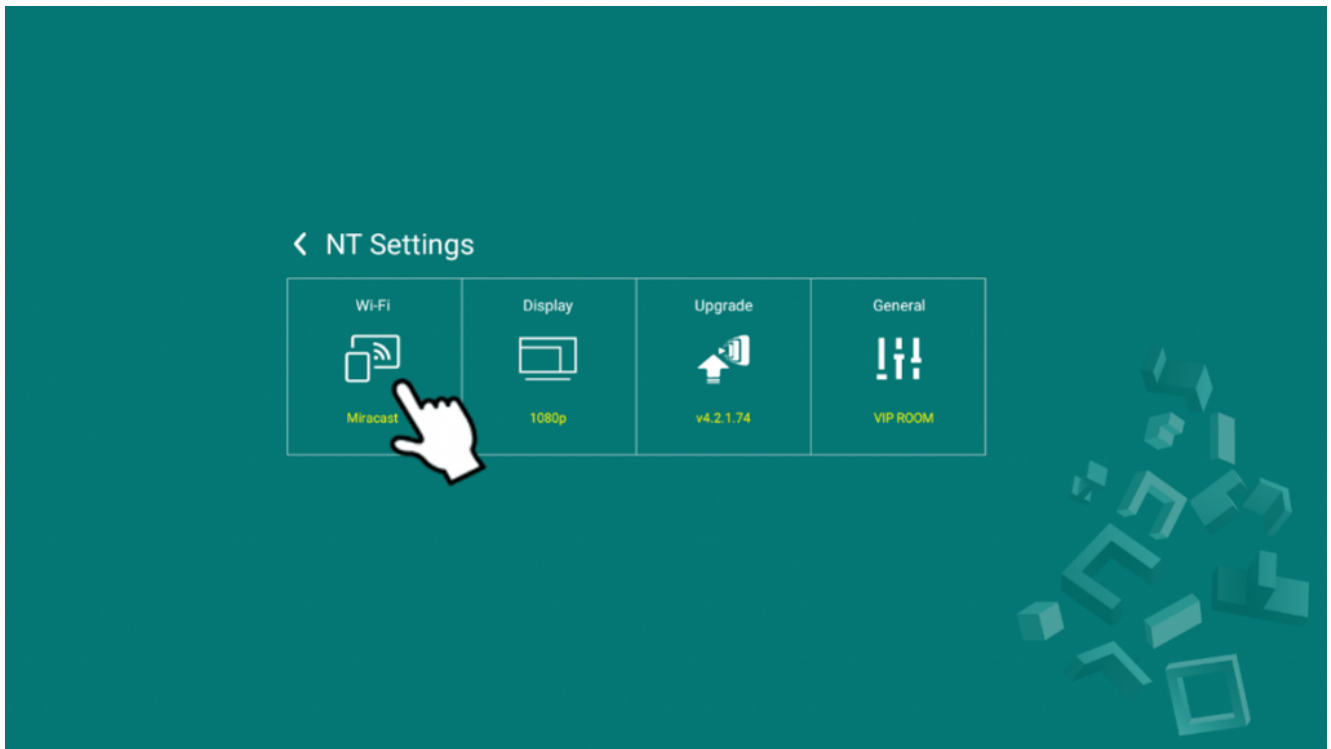 NT Settings
Wi-Fi
Display
Upgrade
General
Miracast
1080p
v4.2.1.74
VIP ROOM